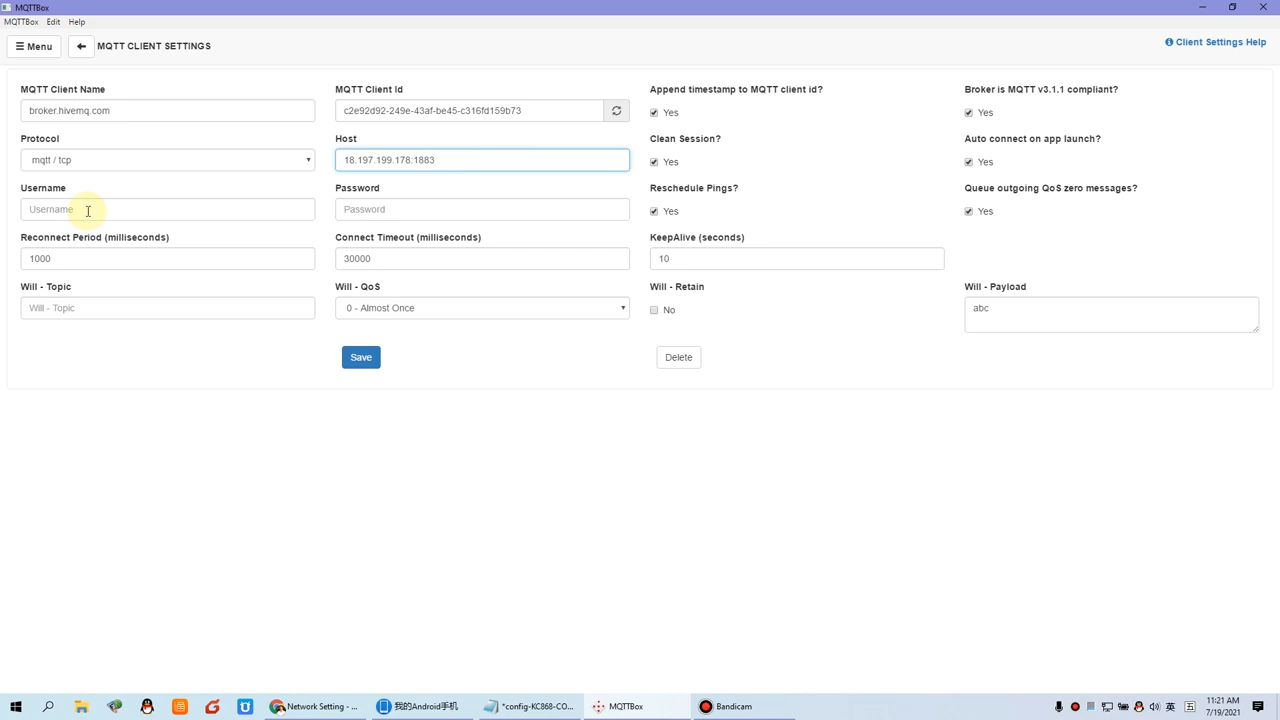 MQTTBox
MQTTBox Edit Help
☰ Menu MQTT CLIENT SETTINGS Client Settings Help
MQTT Client Name MQTT Client Id Append timestamp to MQTT client id? Broker is MQTT v3.1.1 compliant?
broker.hivemq.com c2e92d92-249e-43af-be45-c316fd159b73 Yes Yes
Protocol Host Clean Session? Auto connect on app launch?
mqtt / tcp 18.197.199.178:1883 Yes Yes
Username Password Reschedule Pings? Queue outgoing QoS zero messages?
Username Password Yes Yes
Reconnect Period (milliseconds) Connect Timeout (milliseconds) KeepAlive (seconds)
1000 30000 10
Will - Topic Will - QoS Will - Retain Will - Payload
Will - Topic 0 - Almost Once No abc
Save Delete
Network Setting - ... 我的Android手机 *config-KC868-CO... MQTTBox Bandicam 英 11:21 AM
7/19/2021